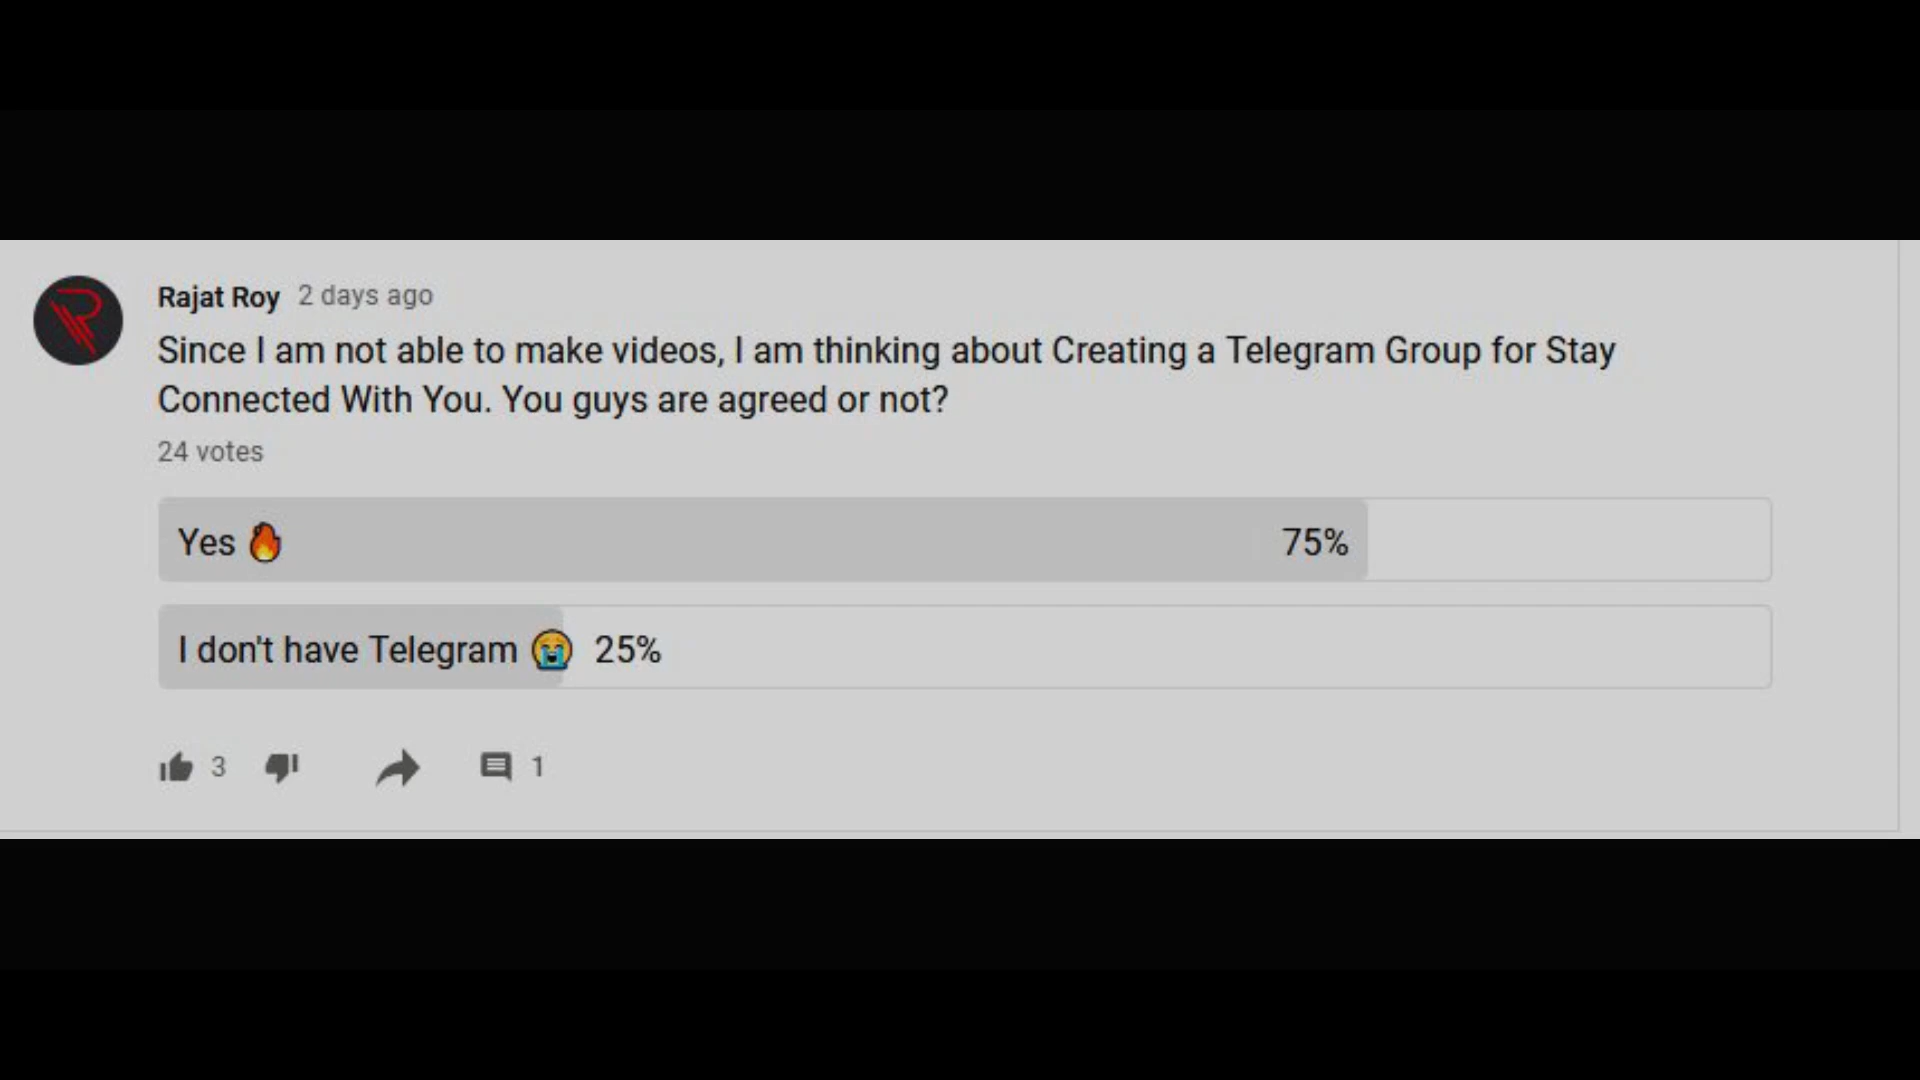 Rajat Roy 2 days ago
Since I am not able to make videos, I am thinking about Creating a Telegram Group for Stay
Connected With You. You guys are agreed or not?
24 votes
Yes 🔥 75%
I don't have Telegram 😭 25%
3 1